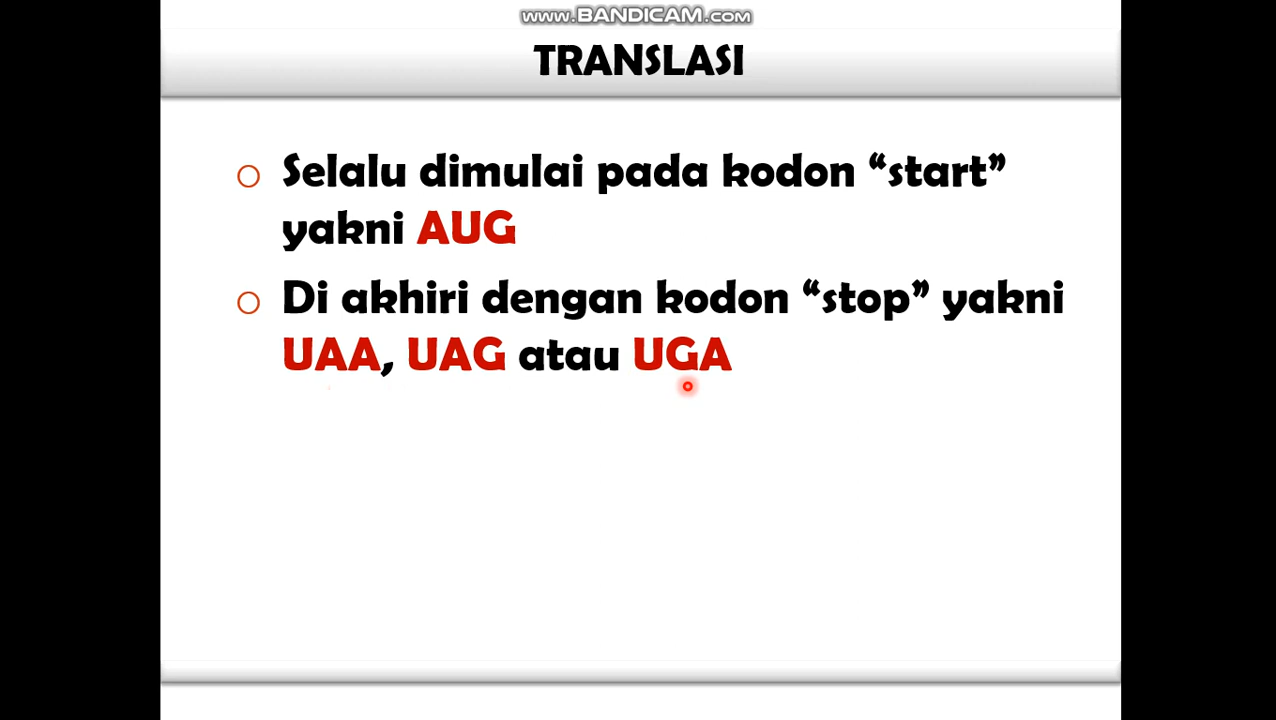 www.BANDICAM.com
TRANSLASI
Selalu dimulai pada kodon “start”
yakni AUG
Di akhiri dengan kodon “stop” yakni
UAA, UAG atau UGA